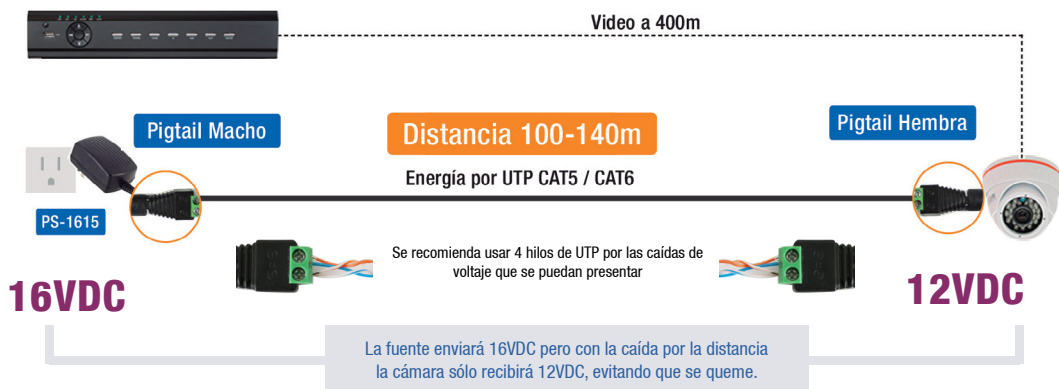 Video a 400m
Pigtail Macho
Distancia 100-140m
Pigtail Hembra
Energía por UTP CAT5 / CAT6
PS-1615
Se recomienda usar 4 hilos de UTP por las caídas de
voltaje que se puedan presentar
16VDC
12VDC
La fuente enviará 16VDC pero con la caída por la distancia
la cámara sólo recibirá 12VDC, evitando que se queme.